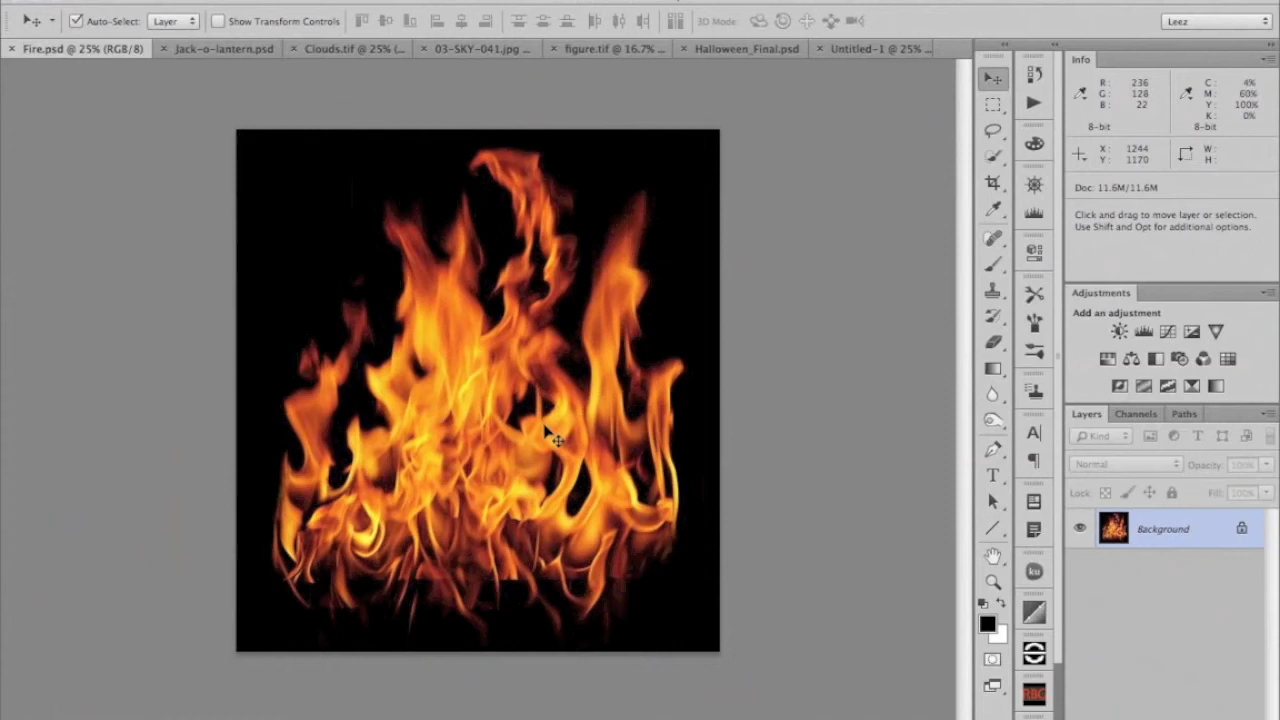 Auto-Select: Layer Show Transform Controls 3D Mode: Leez
× Fire.psd @ 25% (RGB/8) × Jack-o-lantern.psd × Clouds.tif @ 25% (... × 03-SKY-041.jpg ... × figure.tif @ 16.7% ... × Halloween_Final.psd × Untitled-1 @ 25% ...
Info
R: 236 C: 4%
G: 128 M: 60%
B: 22 Y: 100%
K: 0%
8-bit 8-bit
X: 1244 W:
Y: 1170 H:
Doc: 11.6M/11.6M
Click and drag to move layer or selection.
Use Shift and Opt for additional options.
Adjustments
Add an adjustment
Layers Channels Paths
Kind
Normal Opacity: 100%
Lock: Fill: 100%
Background
A
T
ku
RBG